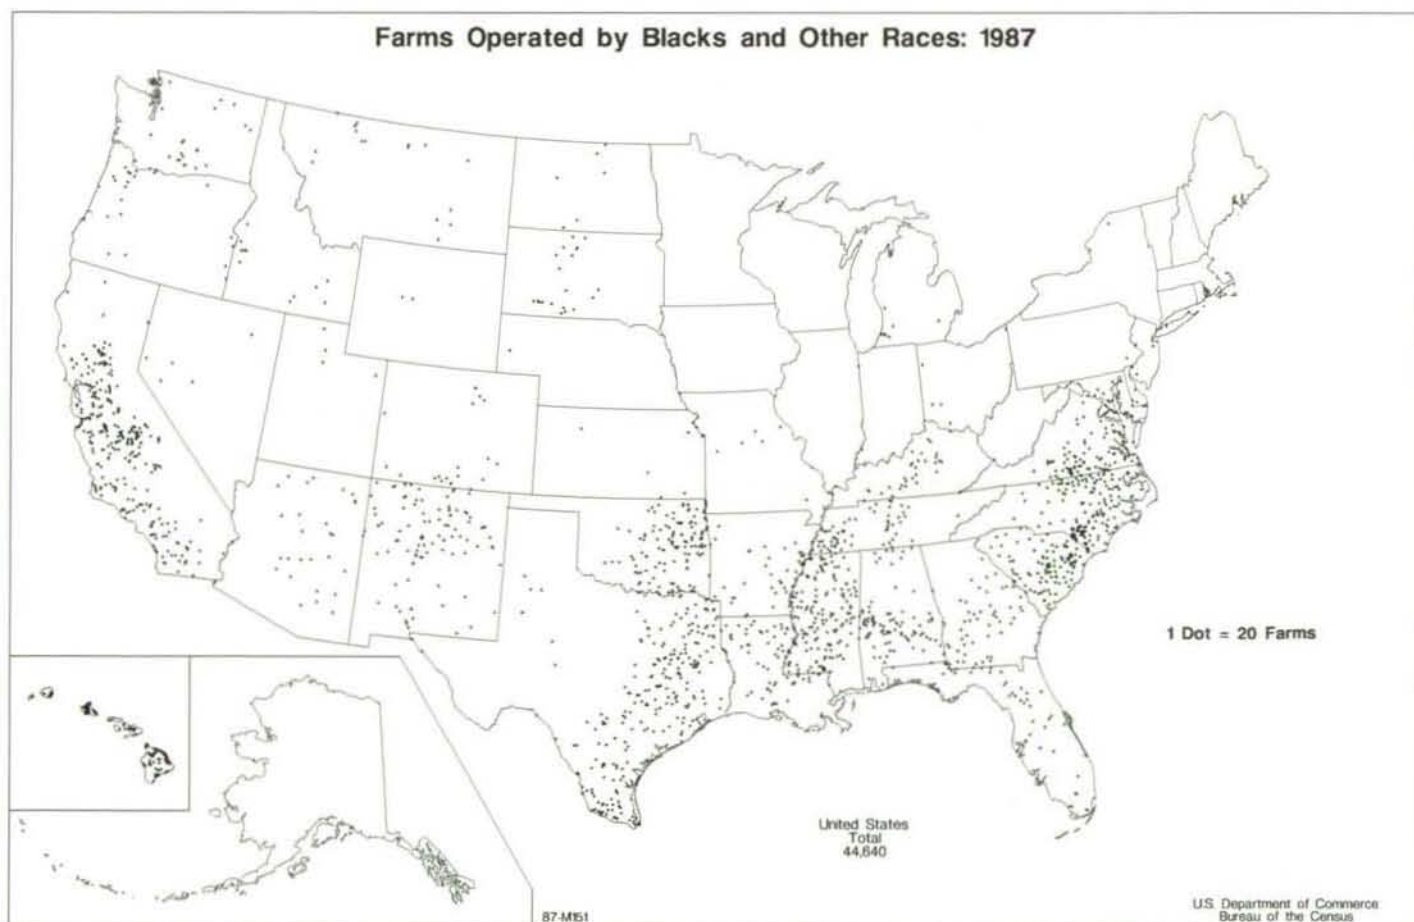 Farms Operated by Blacks and Other Races: 1987
1 Dot = 20 Farms
United States
Total
44,640
87-M151
U.S. Department of Commerce
Bureau of the Census